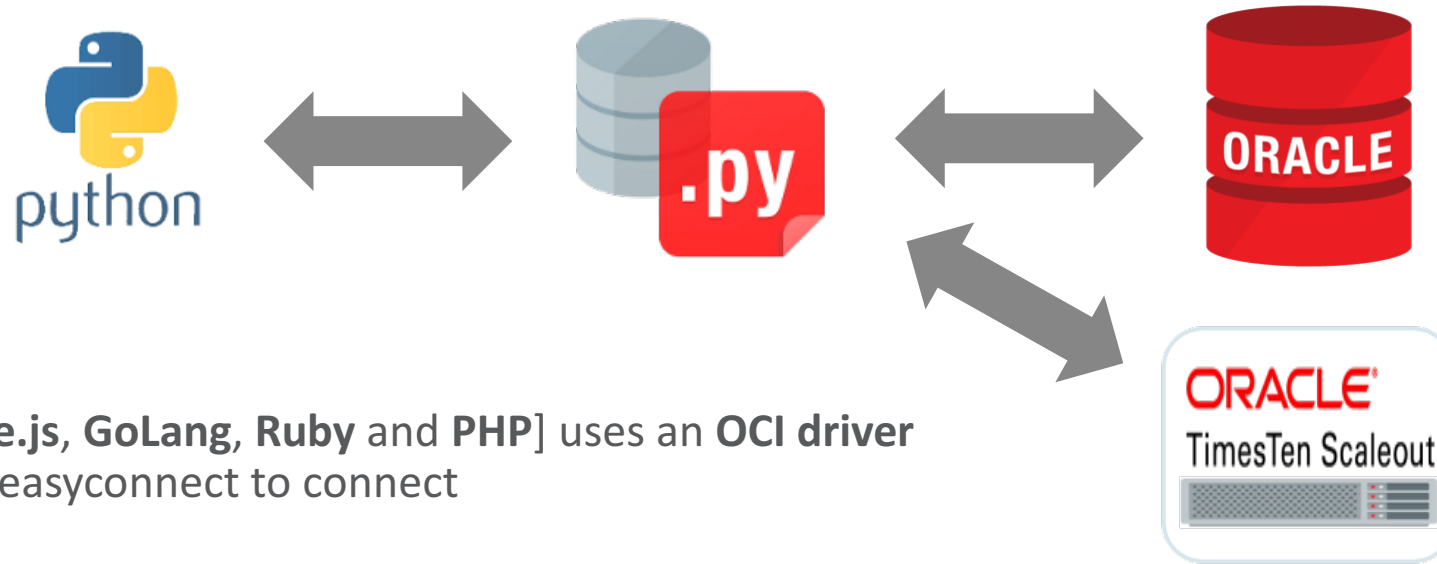 python
.py
ORACLE
ORACLE®
TimesTen Scaleout
e.js, GoLang, Ruby and PHP] uses an OCI driver
easyconnect to connect